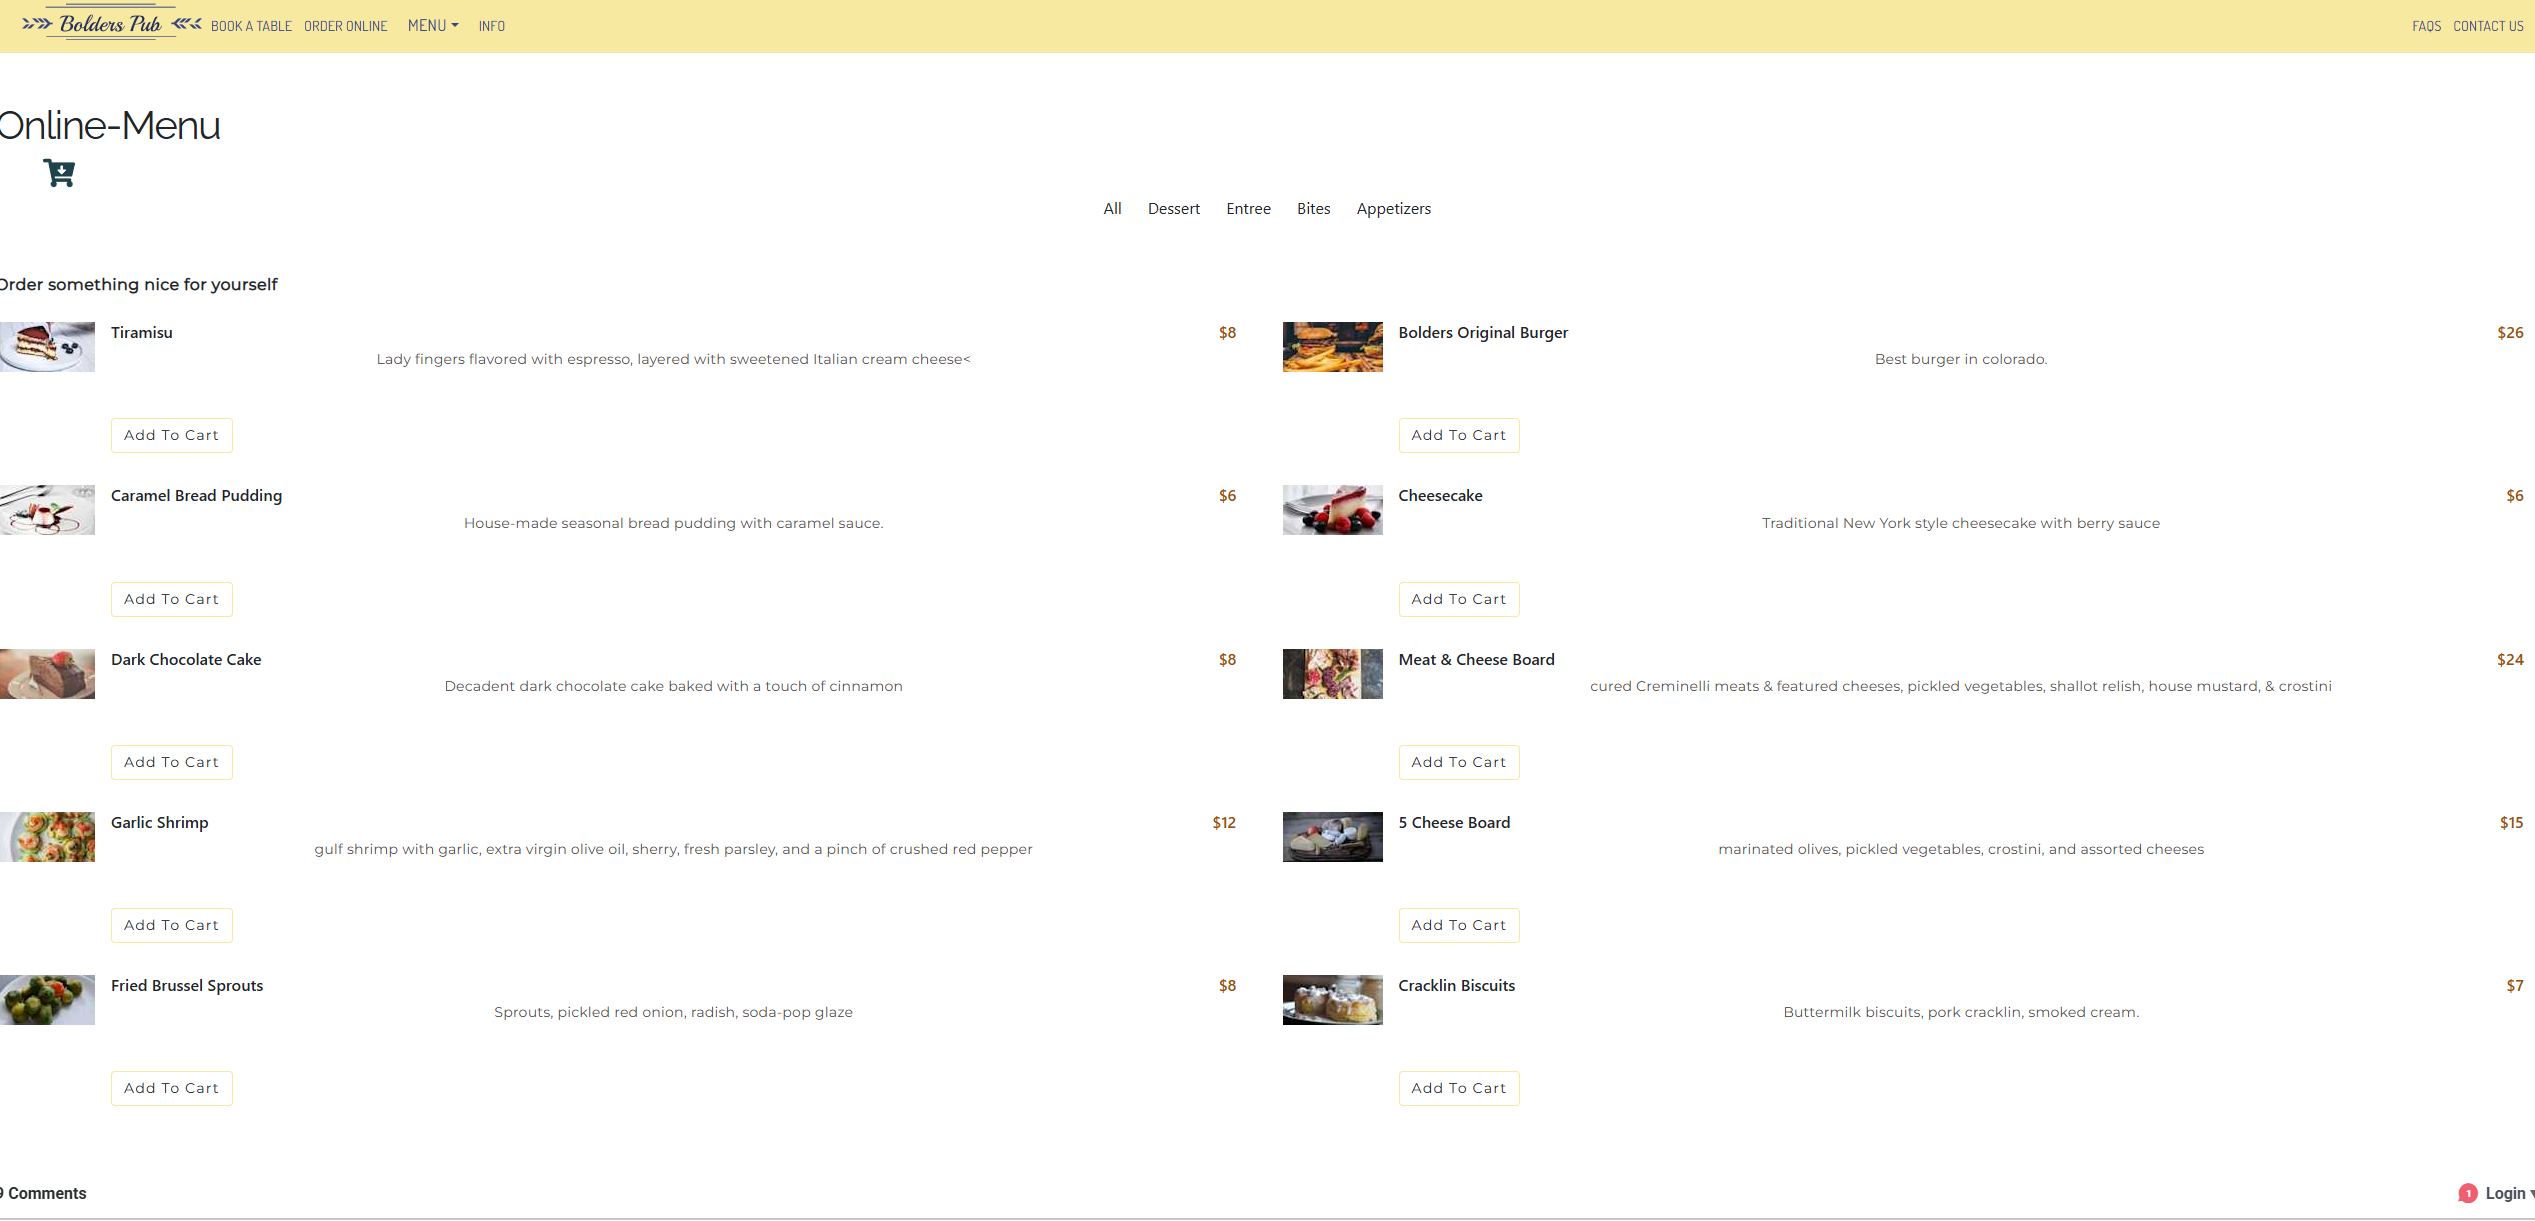 Bolders Pub BOOK A TABLE ORDER ONLINE MENU INFO FAQS CONTACT US
Online-Menu
All Dessert Entree Bites Appetizers
Order something nice for yourself
Tiramisu $8
Lady fingers flavored with espresso, layered with sweetened Italian cream cheese<
Add To Cart
Bolders Original Burger $26
Best burger in colorado.
Add To Cart
Caramel Bread Pudding $6
House-made seasonal bread pudding with caramel sauce.
Add To Cart
Cheesecake $6
Traditional New York style cheesecake with berry sauce
Add To Cart
Dark Chocolate Cake $8
Decadent dark chocolate cake baked with a touch of cinnamon
Add To Cart
Meat & Cheese Board $24
cured Creminelli meats & featured cheeses, pickled vegetables, shallot relish, house mustard, & crostini
Add To Cart
Garlic Shrimp $12
gulf shrimp with garlic, extra virgin olive oil, sherry, fresh parsley, and a pinch of crushed red pepper
Add To Cart
5 Cheese Board $15
marinated olives, pickled vegetables, crostini, and assorted cheeses
Add To Cart
Fried Brussel Sprouts $8
Sprouts, pickled red onion, radish, soda-pop glaze
Add To Cart
Cracklin Biscuits $7
Buttermilk biscuits, pork cracklin, smoked cream.
Add To Cart
Comments 1 Login